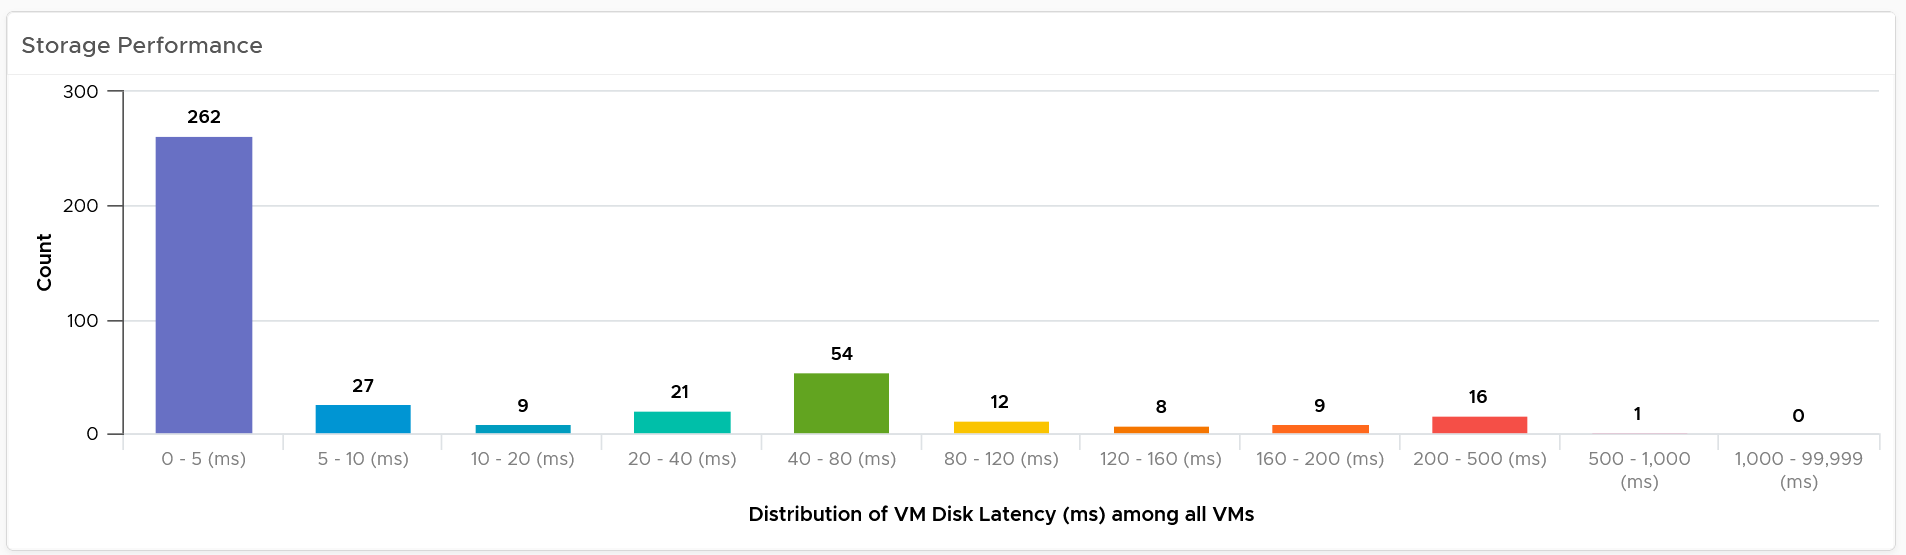 Storage Performance
300
262
200
Count
100
54
27
9
21
12
8
9
16
1
0
0
0 - 5 (ms)
5 - 10 (ms)
10 - 20 (ms)
20 - 40 (ms)
40 - 80 (ms)
80 - 120 (ms)
120 - 160 (ms)
160 - 200 (ms)
200 - 500 (ms)
500 - 1,000
(ms)
1,000 - 99,999
(ms)
Distribution of VM Disk Latency (ms) among all VMs